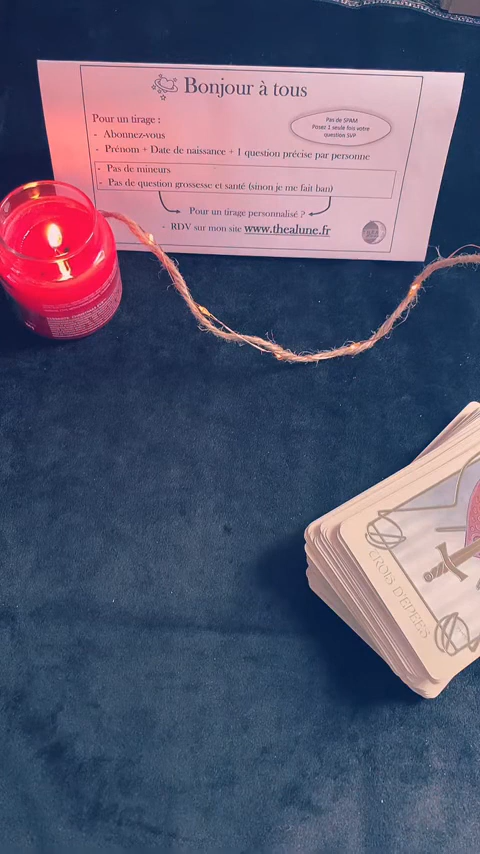 Bonjour à tous
Pas de SPAM
Posez 1 seule fois votre
question SVP
Pour un tirage :
- Abonnez-vous
- Prénom + Date de naissance + 1 question précise par personne
- Pas de mineurs
- Pas de question grossesse et santé (sinon je me fait ban)
Pour un tirage personnalisé ?
- RDV sur mon site www.thealune.fr
TROIS D'EPEES